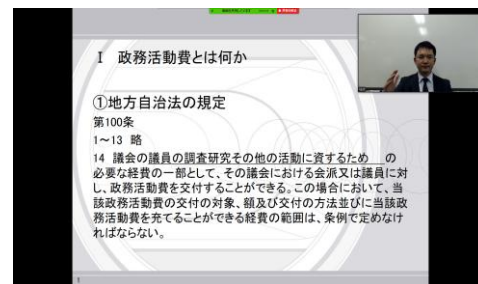 Ⅰ 政務活動費とは何か
①地方自治法の規定
第100条
1~13 略
14 議会の議員の調査研究その他の活動に資するため の
必要な経費の一部として、その議会における会派又は議員に対
し、政務活動費を交付することができる。この場合において、当
該政務活動費の交付の対象、額及び交付の方法並びに当該政
務活動費を充てることができる経費の範囲は、条例で定めなけ
ればならない。
1